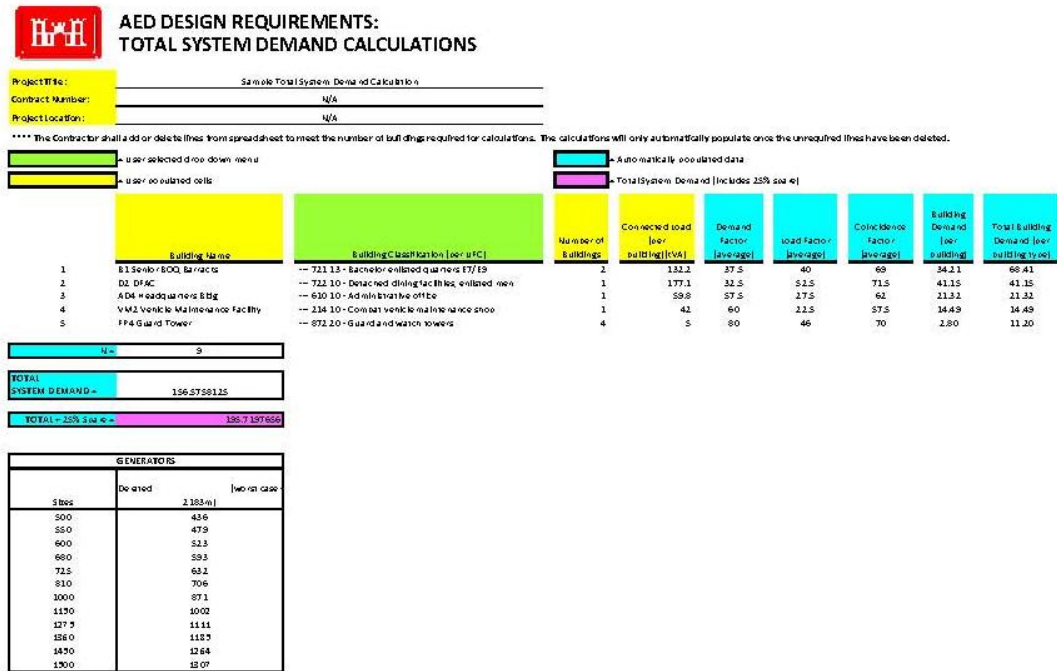 AED DESIGN REQUIREMENTS:
TOTAL SYSTEM DEMAND CALCULATIONS
Project Title: Sample Total System Demand Calculation
Contract Number: N/A
Project Location: N/A
**** The Contractor shall add or delete lines from spreadsheet to meet the number of buildings required for calculations. The calculations will only automatically populate once the unrequired lines have been deleted.
= user selected drop down menu = Automatically populated data
= user populated cells = Total System Demand (includes 25% spare)
Building Name Building Classification (per UFC) Number of Buildings Connected Load (per building)(kVA) Demand Factor (average) Load Factor (average) Coincidence Factor (average) Building Demand (per building) Total Building Demand (per building type)
1 B1 Senior BOQ, Barracks --- 721 13 - Bachelor enlisted quarters E7/E9 2 132.2 37.5 40 69 34.21 68.41
2 D2 DFAC --- 722 10 - Detached dining facilities, enlisted men 1 177.1 32.5 52.5 71.5 41.15 41.15
3 AD4 Headquarters Bldg --- 610 10 - Administrative office 1 59.8 57.5 27.5 62 21.32 21.32
4 VM2 Vehicle Maintenance Facility --- 214 10 - Combat vehicle maintenance shop 1 42 60 22.5 57.5 14.49 14.49
5 FP4 Guard Tower --- 872 20 - Guard and watch towers 4 5 80 46 70 2.80 11.20
N = 9
TOTAL
SYSTEM DEMAND = 156.5758125
TOTAL + 25% Spare = 195.7197656
GENERATORS
Sizes Derated (worst case - 2183m)
500 436
550 479
600 523
680 593
725 632
810 706
1000 871
1150 1002
1275 1111
1360 1185
1450 1264
1500 1307